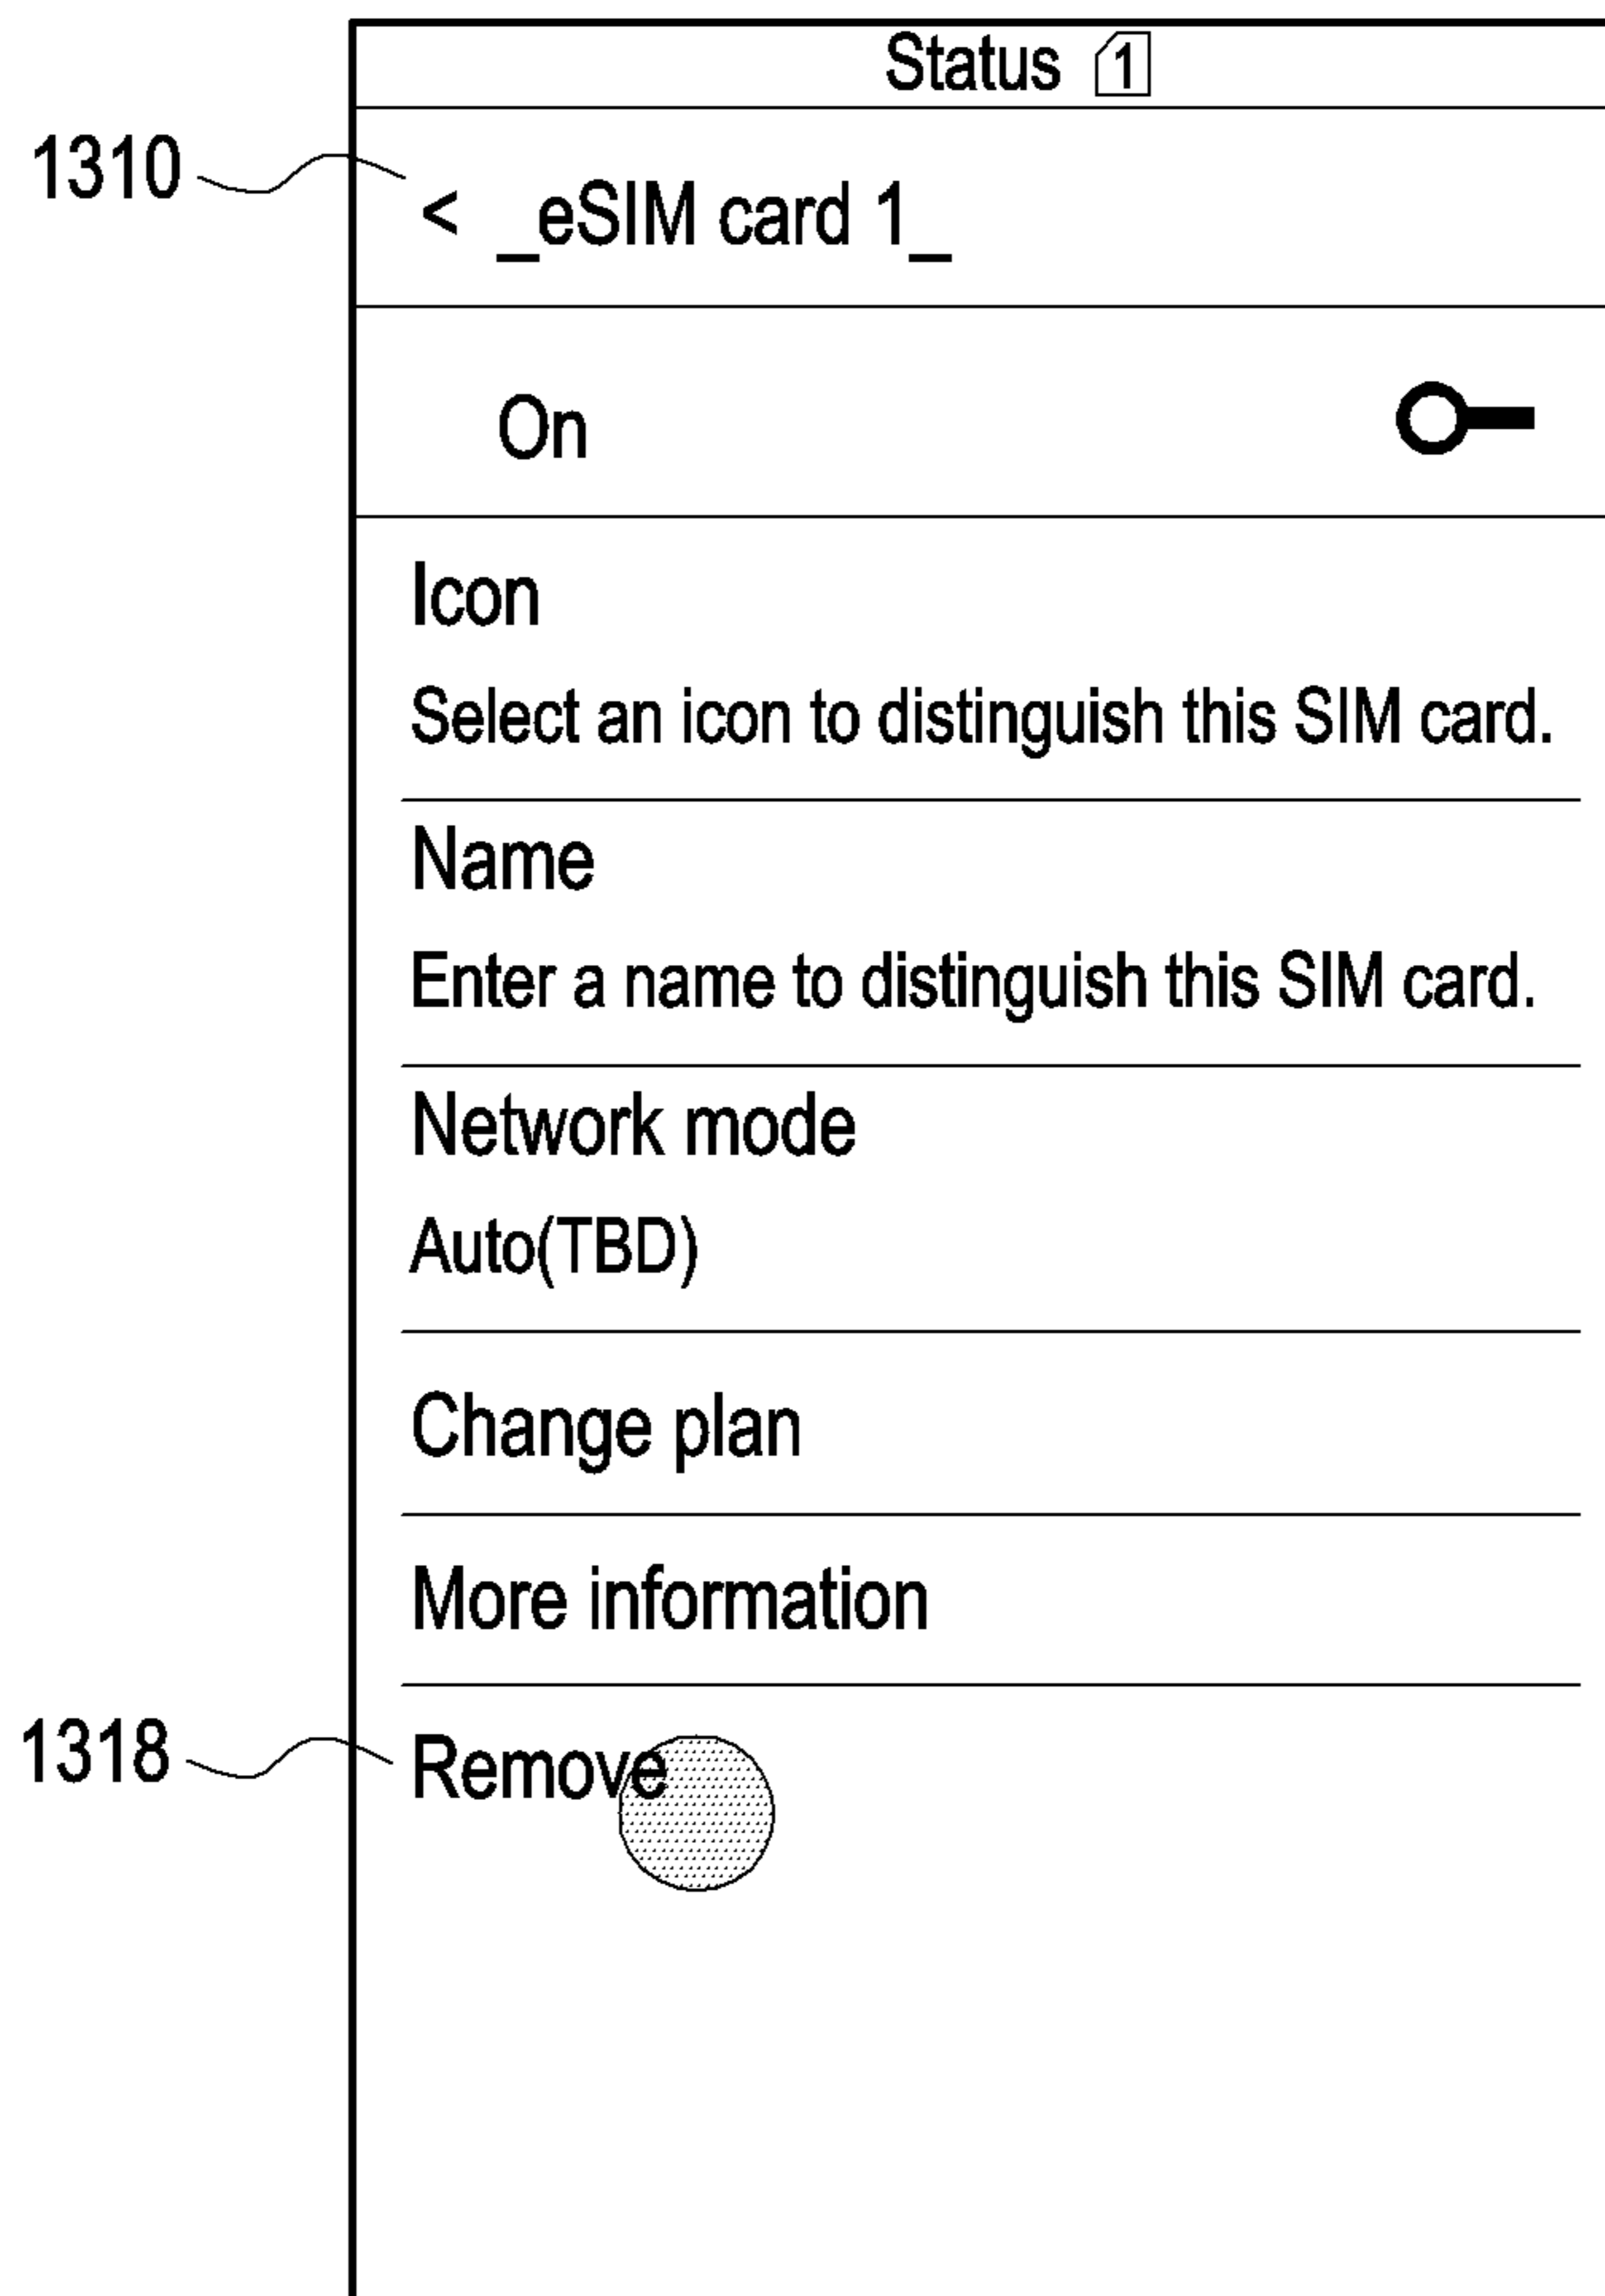 Status 1
1310
< _eSIM card 1_
On
Icon
Select an icon to distinguish this SIM card.
Name
Enter a name to distinguish this SIM card.
Network mode
Auto(TBD)
Change plan
More information
1318
Remove